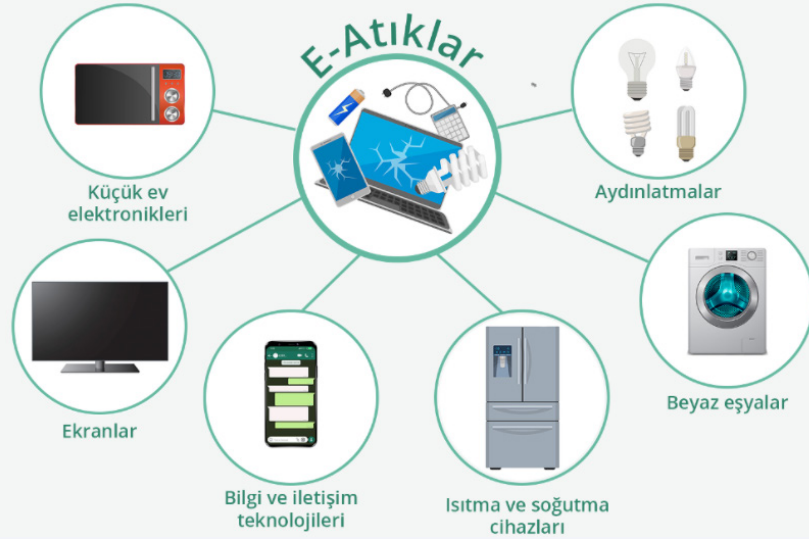 E-Atıklar
Küçük ev
elektronikleri
Aydınlatmalar
Ekranlar
Beyaz eşyalar
Bilgi ve iletişim
teknolojileri
Isıtma ve soğutma
cihazları